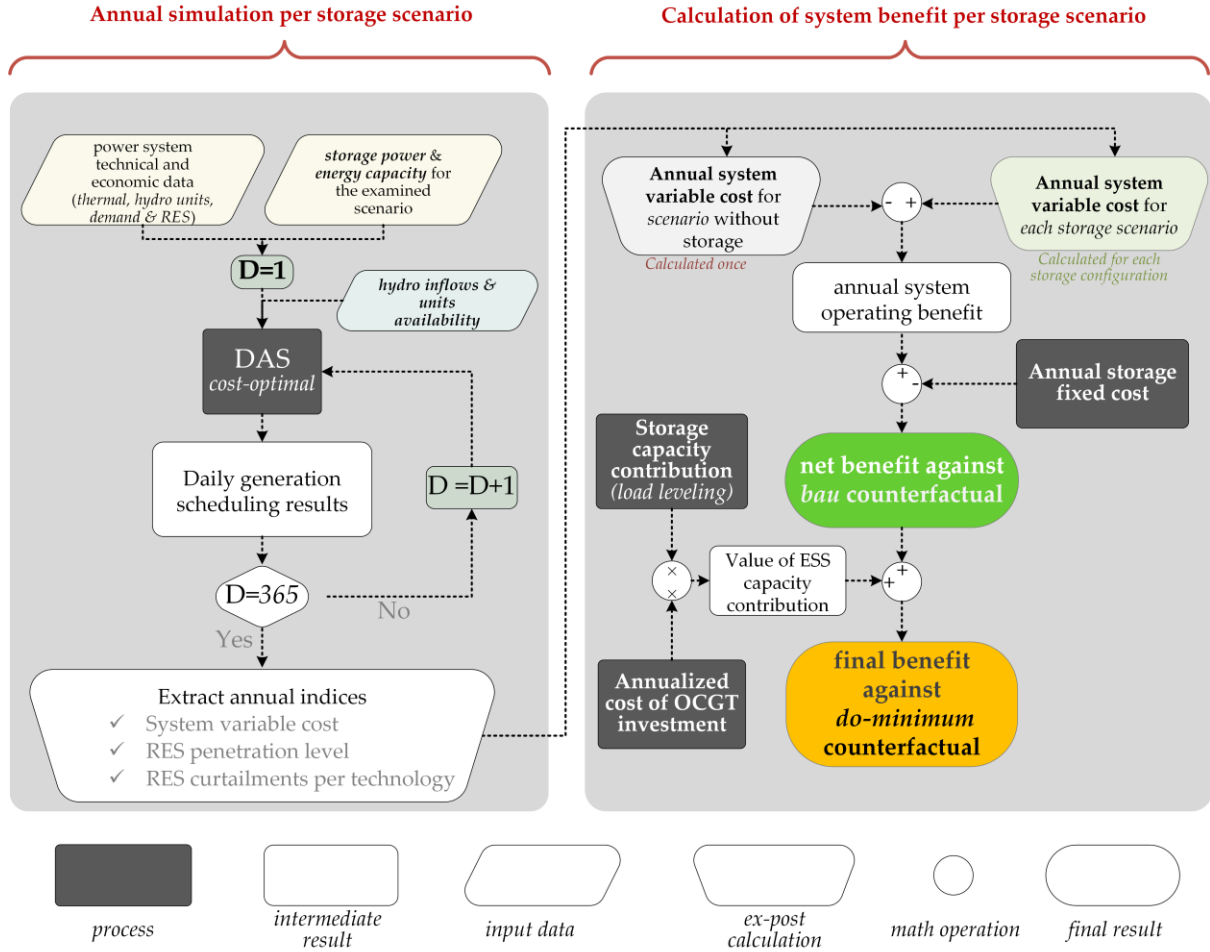 Annual simulation per storage scenario
power system
technical and
economic data
(thermal, hydro units,
demand & RES)
storage power &
energy capacity for
the examined
scenario
D=1
hydro inflows &
units
availability
DAS
cost-optimal
Daily generation
scheduling results
D =D+1
D=365
No
Yes
Extract annual indices
✓ System variable cost
✓ RES penetration level
✓ RES curtailments per technology
Calculation of system benefit per storage scenario
Annual system
variable cost for
scenario without
storage
Calculated once
- +
Annual system
variable cost for
each storage scenario
Calculated for each
storage configuration
annual system
operating benefit
+
-
Annual storage
fixed cost
Storage
capacity
contribution
(load leveling)
net benefit against
bau counterfactual
×
×
Value of ESS
capacity
contribution
+
+
Annualized
cost of OCGT
investment
final benefit
against
do-minimum
counterfactual
process
intermediate
result
input data
ex-post
calculation
math operation
final result